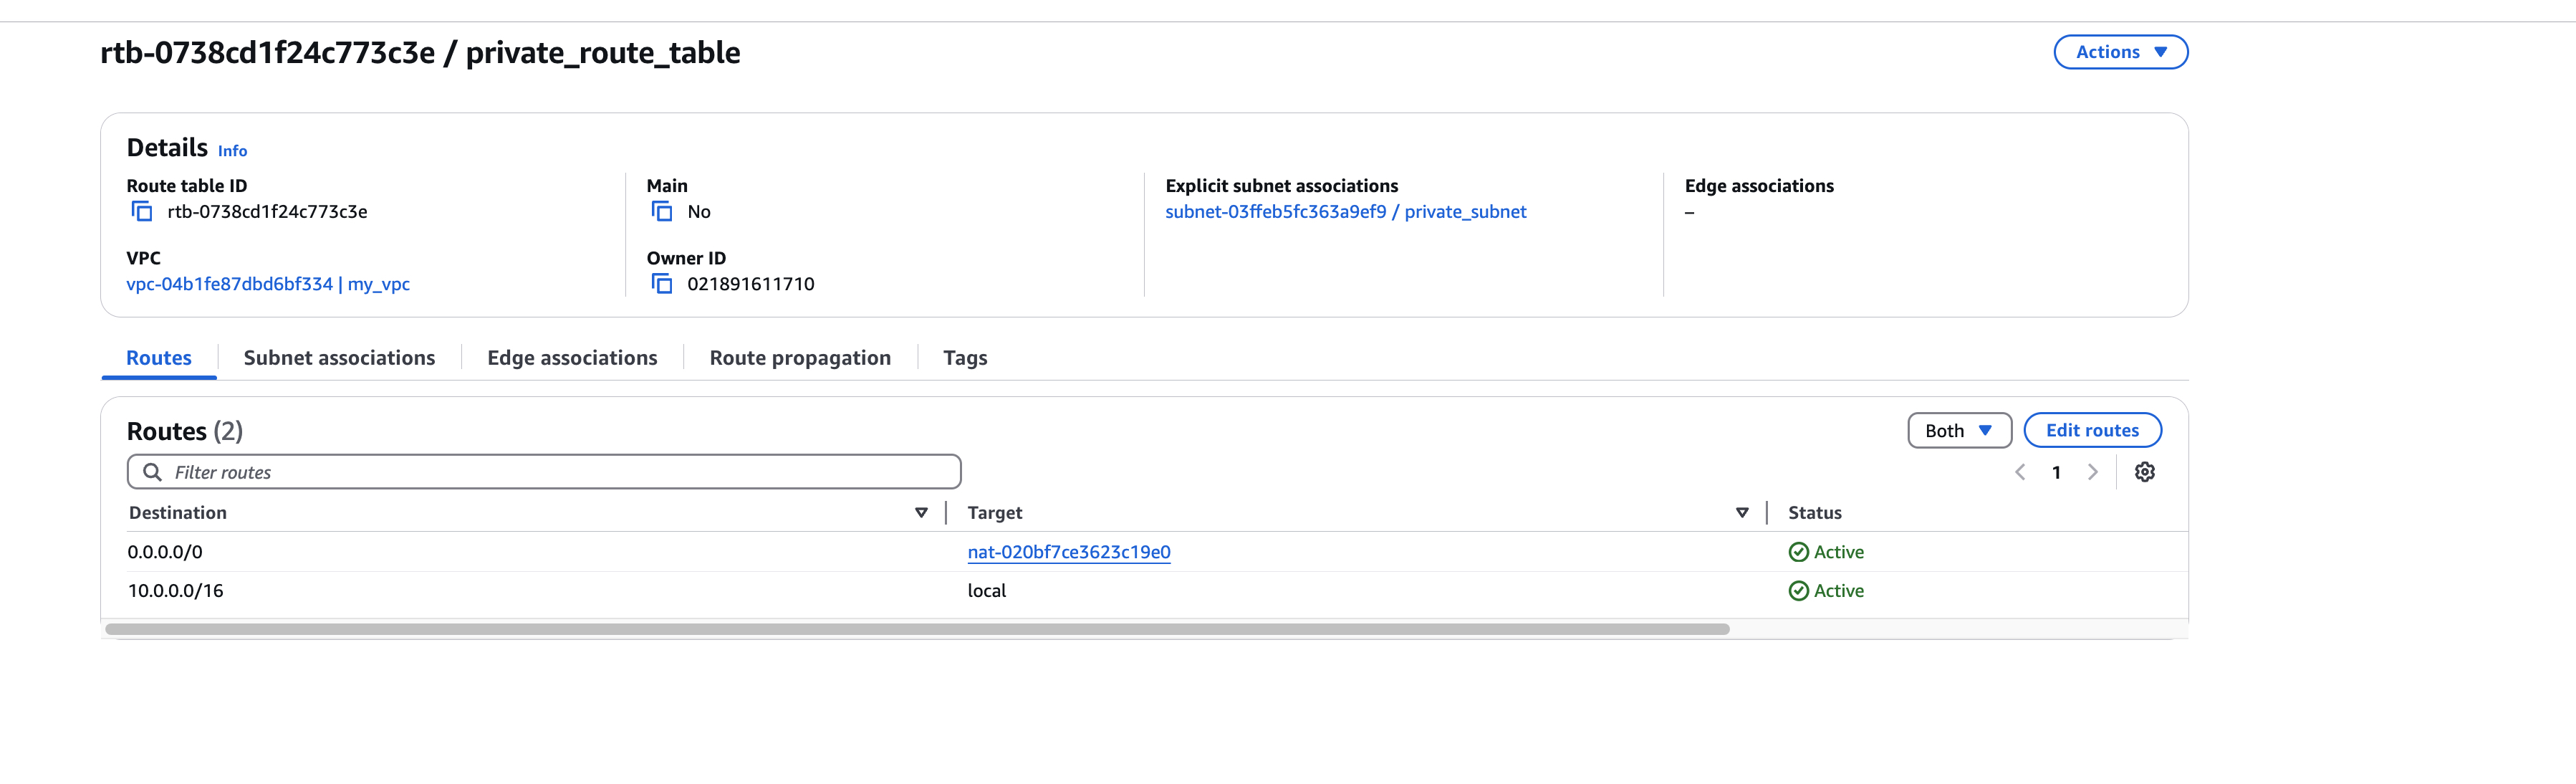 rtb-0738cd1f24c773c3e / private_route_table
Actions
Details Info
Route table ID
rtb-0738cd1f24c773c3e
Main
No
Explicit subnet associations
subnet-03ffeb5fc363a9ef9 / private_subnet
Edge associations
–
VPC
vpc-04b1fe87dbd6bf334 | my_vpc
Owner ID
021891611710
Routes
Subnet associations
Edge associations
Route propagation
Tags
Routes (2)
Both
Edit routes
Filter routes
1
Destination
Target
Status
0.0.0.0/0
nat-020bf7ce3623c19e0
Active
10.0.0.0/16
local
Active